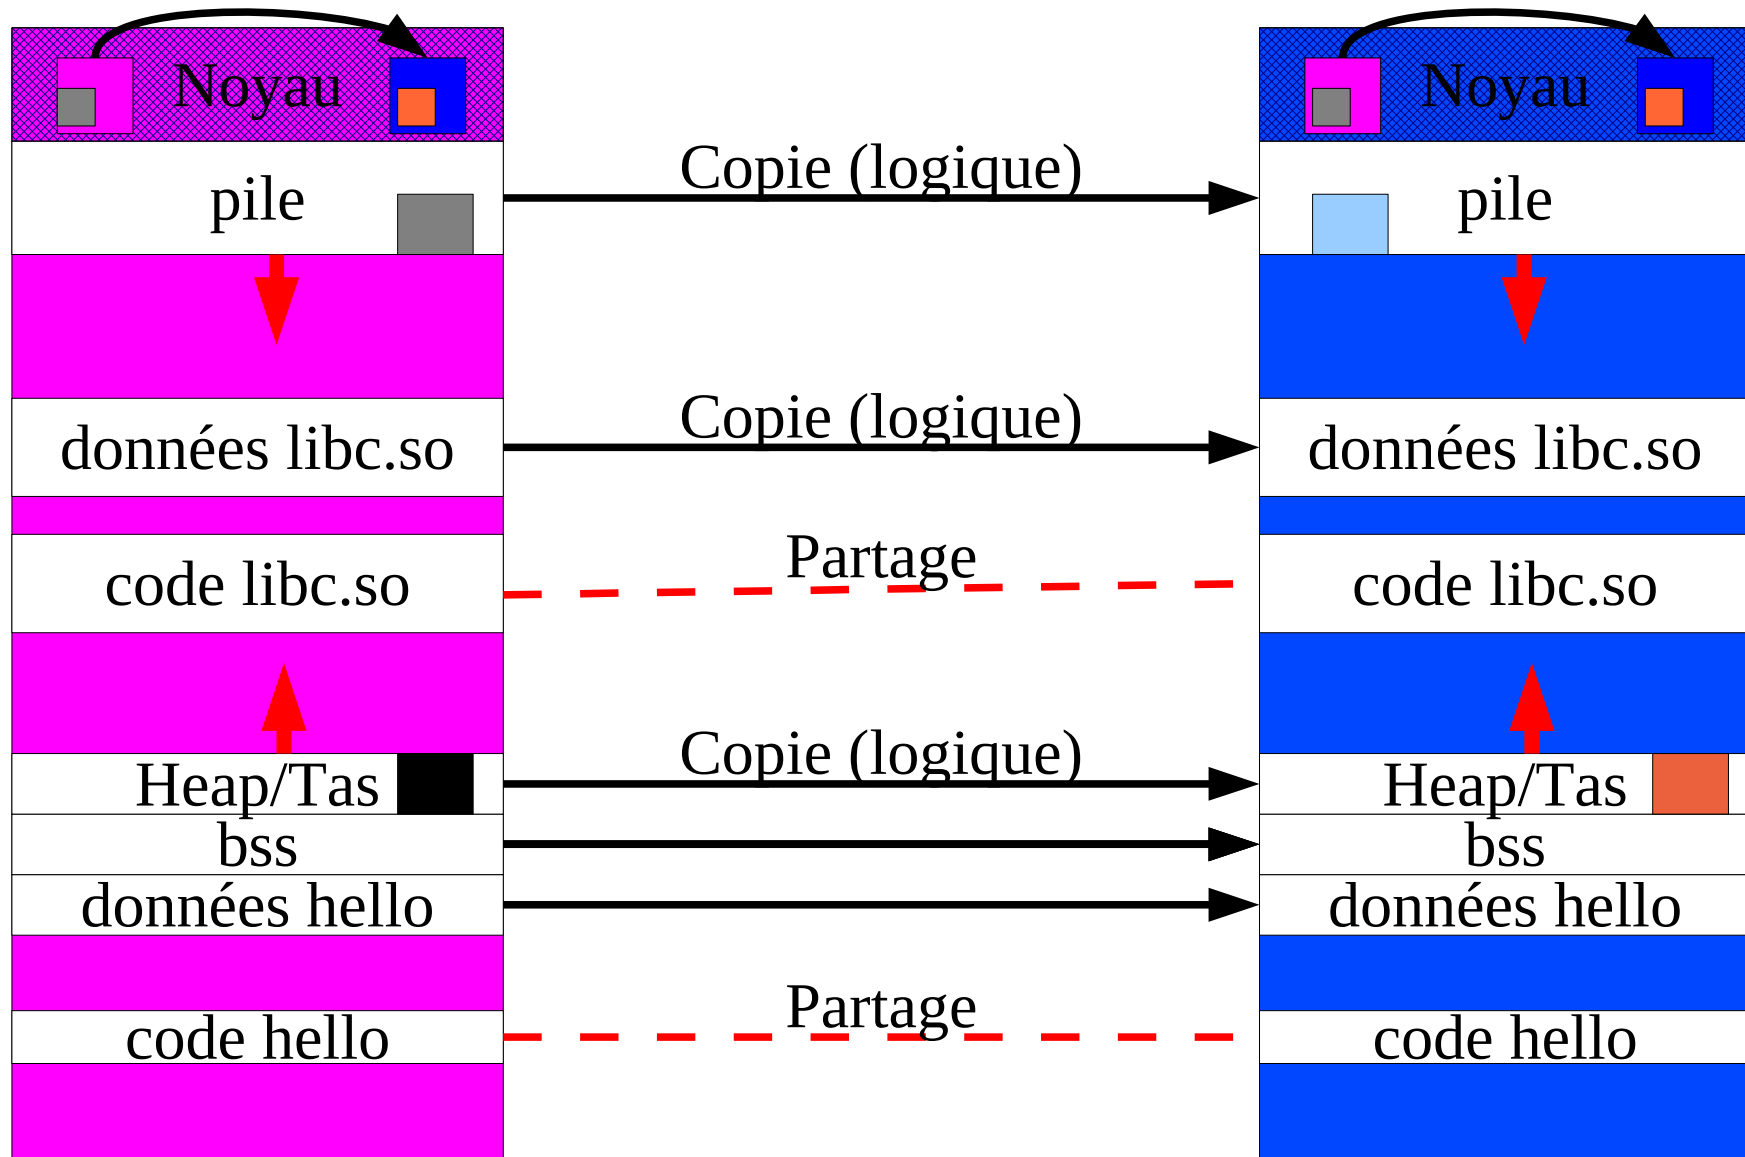 Noyau
Noyau
Copie (logique)
pile
pile
Copie (logique)
données libc.so
données libc.so
Partage
code libc.so
code libc.so
Copie (logique)
Heap/Tas
Heap/Tas
bss
bss
données hello
données hello
Partage
code hello
code hello